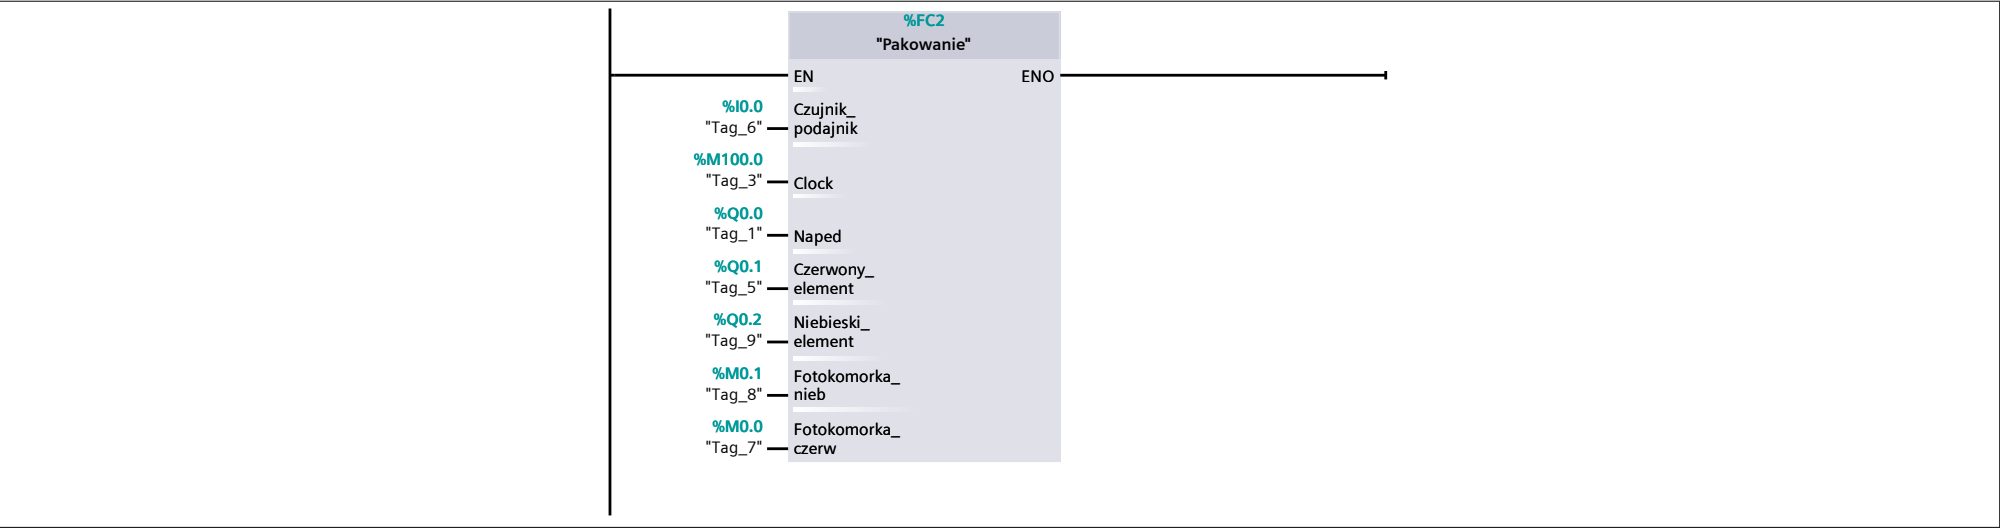 %FC2
"Pakowanie"
EN ENO
%I0.0
"Tag_6"
Czujnik_
podajnik
%M100.0
"Tag_3"
Clock
%Q0.0
"Tag_1"
Naped
%Q0.1
"Tag_5"
Czerwony_
element
%Q0.2
"Tag_9"
Niebieski_
element
%M0.1
"Tag_8"
Fotokomorka_
nieb
%M0.0
"Tag_7"
Fotokomorka_
czerw